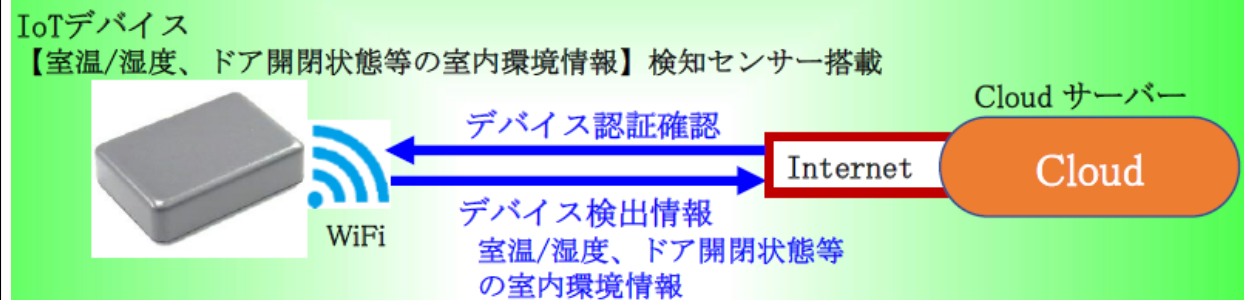 IoTデバイス
【室温/湿度、ドア開閉状態等の室内環境情報】検知センサー搭載
Cloud サーバー
デバイス認証確認
Internet
Cloud
デバイス検出情報
WiFi
室温/湿度、ドア開閉状態等
の室内環境情報